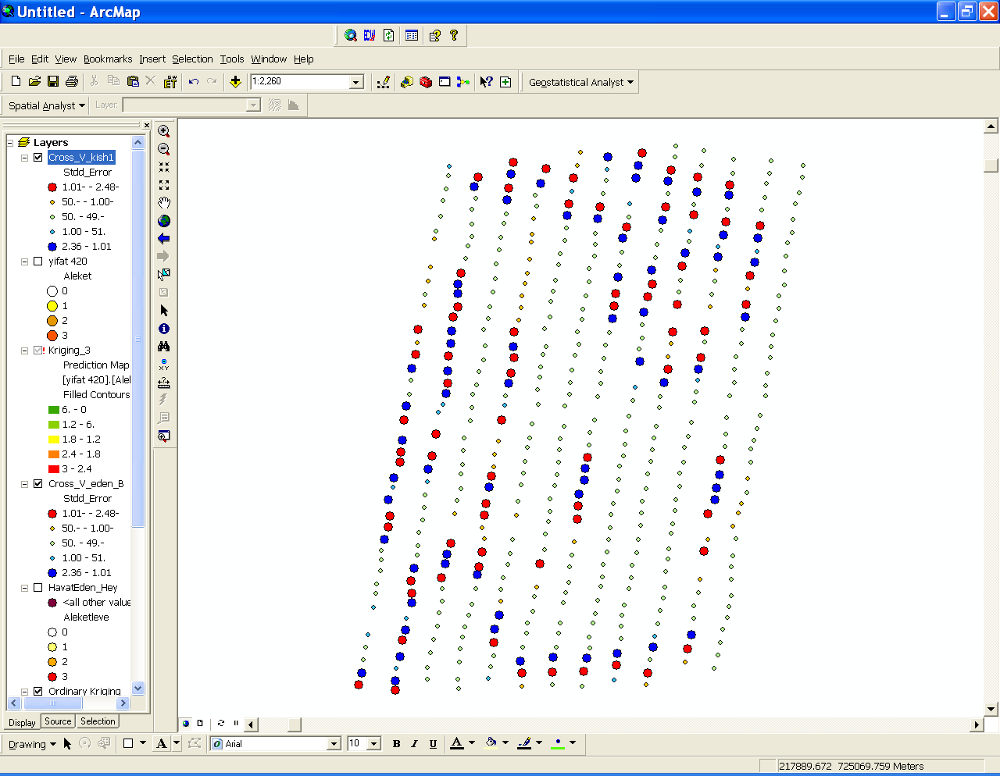 Untitled - ArcMap
File Edit View Bookmarks Insert Selection Tools Window Help
1:2,260
Geostatistical Analyst
Spatial Analyst
Layer:
Layers
Cross_V_kish1
Stdd_Error
1.01- - 2.48-
50.- - 1.00-
50. - 49.-
1.00 - 51.
2.36 - 1.01
yifat 420
Aleket
0
1
2
3
Kriging_3
Prediction Map
[yifat 420].[Alel
Filled Contours
6. - 0
1.2 - 6.
1.8 - 1.2
2.4 - 1.8
3 - 2.4
Cross_V_eden_B
Stdd_Error
1.01- - 2.48-
50.- - 1.00-
50. - 49.-
1.00 - 51.
2.36 - 1.01
HavatEden_Hey
<all other value
Aleketleve
0
1
2
3
Ordinary Kriging
Display Source Selection
Drawing A Arial 10 B I U A
217889.672 725069.759 Meters